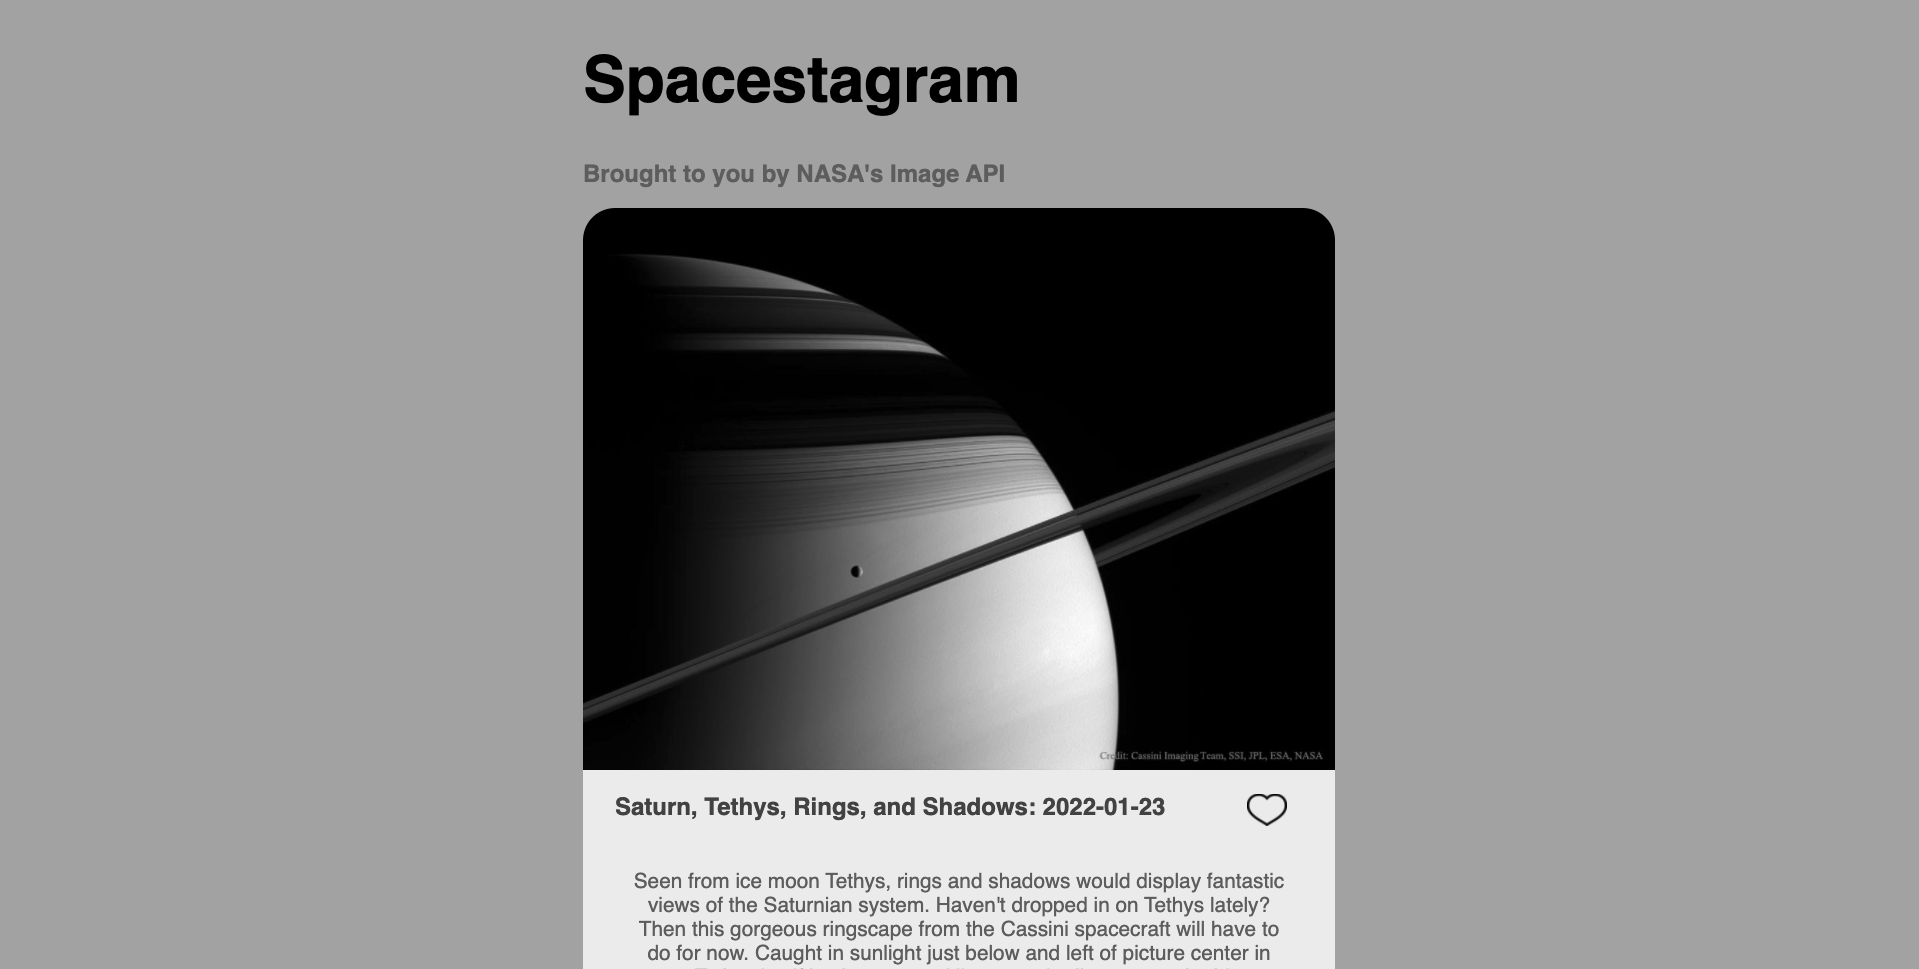 Spacestagram
Brought to you by NASA's Image API
Credit: Cassini Imaging Team, SSI, JPL, ESA, NASA
Saturn, Tethys, Rings, and Shadows: 2022-01-23
Seen from ice moon Tethys, rings and shadows would display fantastic
views of the Saturnian system. Haven't dropped in on Tethys lately?
Then this gorgeous ringscape from the Cassini spacecraft will have to
do for now. Caught in sunlight just below and left of picture center in